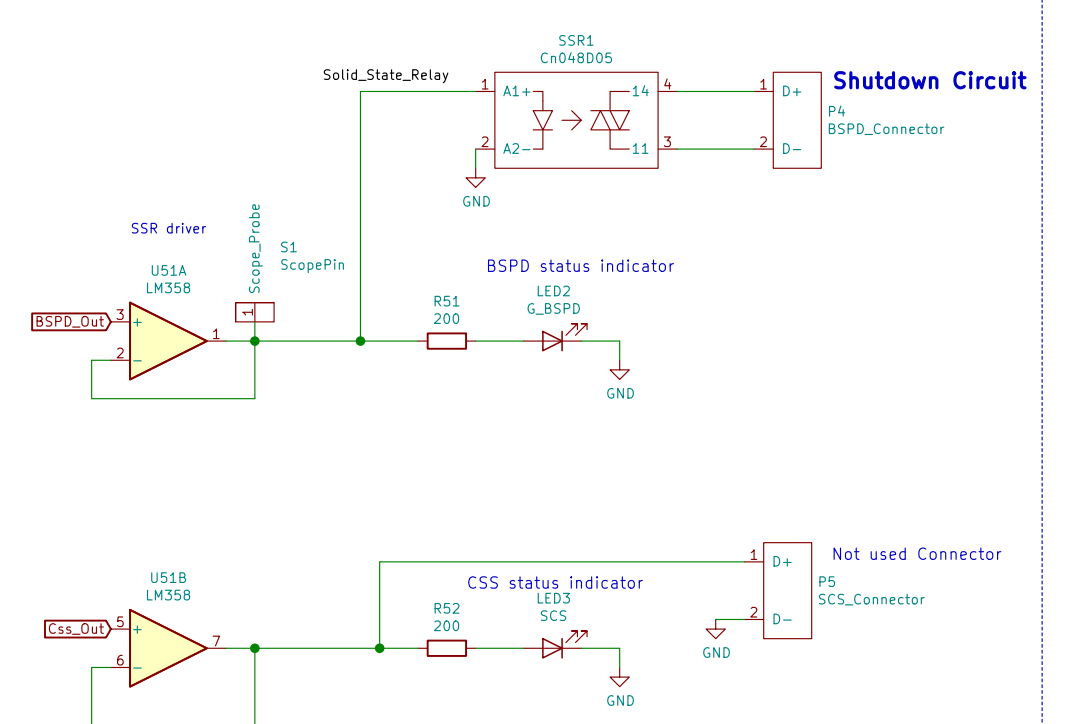 SSR1
Cn048D05
Solid_State_Relay
1 A1+ 14 4
2 A2- 11 3
GND
1 D+
2 D-
Shutdown Circuit
P4
BSPD_Connector
SSR driver
Scope_Probe
1
S1
ScopePin
U51A
LM358
BSPD_Out 3 +
2 -
1
BSPD status indicator
R51
200
LED2
G_BSPD
GND
U51B
LM358
Css_Out 5 +
6 -
7
CSS status indicator
R52
200
LED3
SCS
GND
1 D+
2 D-
GND
Not used Connector
P5
SCS_Connector